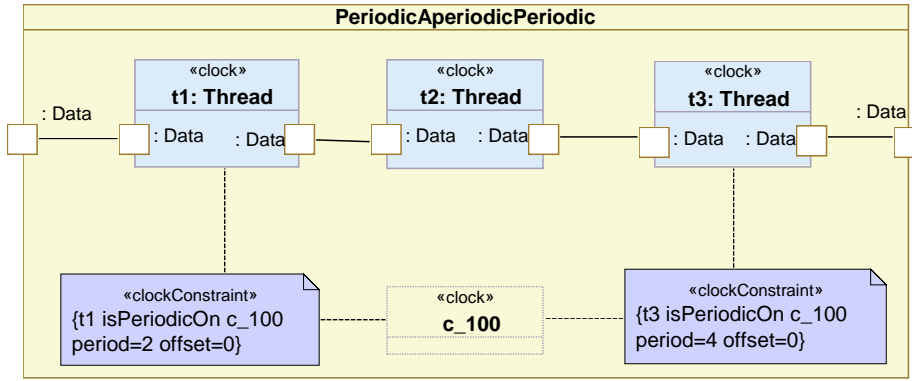 PeriodicAperiodicPeriodic
«clock»
t1: Thread
«clock»
t2: Thread
«clock»
t3: Thread
: Data
: Data
: Data
: Data
: Data
: Data
: Data
: Data
«clockConstraint»
{t1 isPeriodicOn c_100
period=2 offset=0}
«clock»
c_100
«clockConstraint»
{t3 isPeriodicOn c_100
period=4 offset=0}